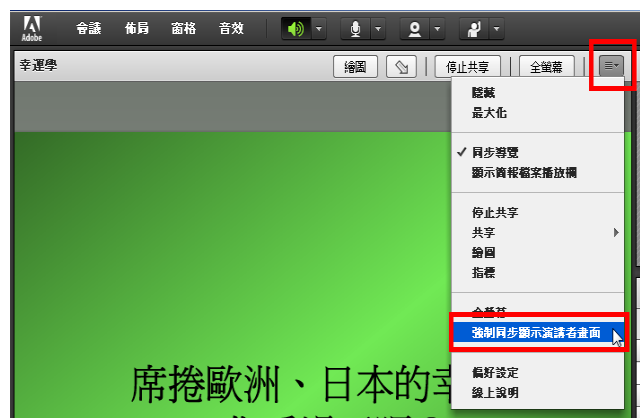 Adobe
會議 佈局 窗格 音效
幸運學 繪圖 停止共享 全螢幕
隱藏
最大化
同步導覽
顯示簡報檔案播放欄
停止共享
共享
繪圖
指標
全螢幕
強制同步顯示演講者畫面
偏好設定
線上說明
席捲歐洲、日本的幸